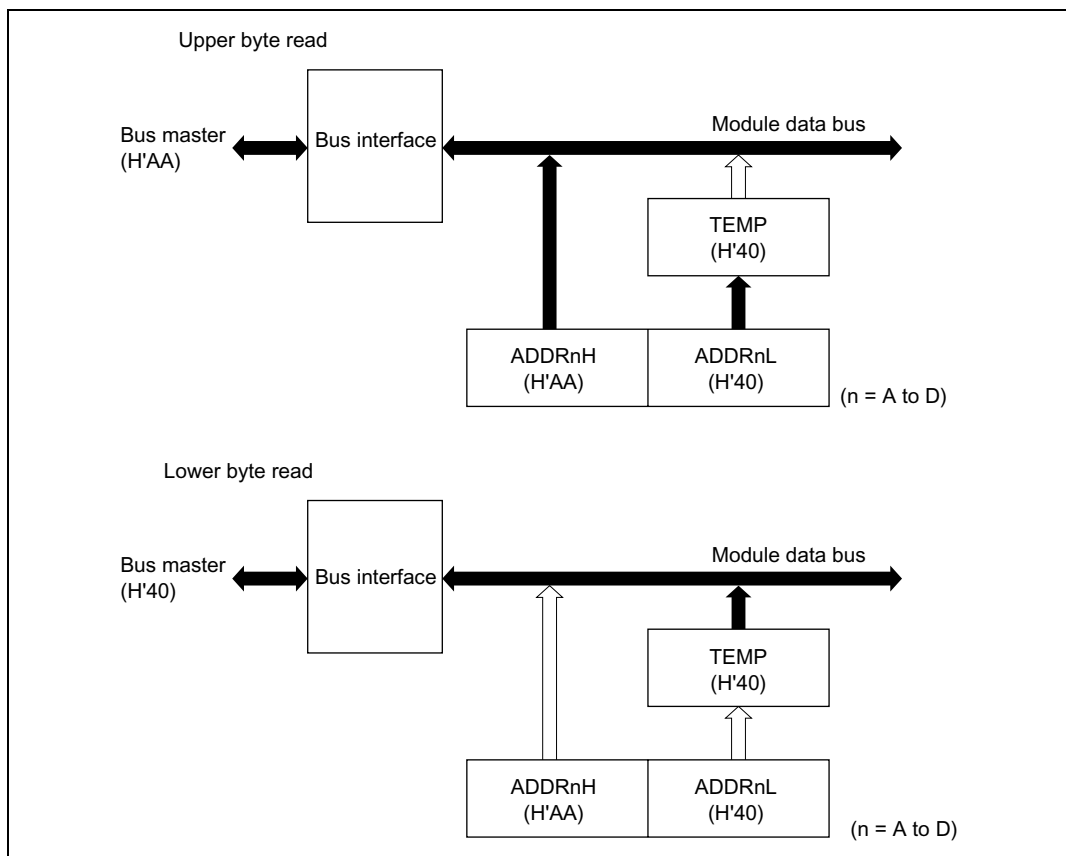 Upper byte read
Bus master
(H'AA)
Bus interface
Module data bus
TEMP
(H'40)
ADDRnH
(H'AA)
ADDRnL
(H'40)
(n = A to D)
Lower byte read
Bus master
(H'40)
Bus interface
Module data bus
TEMP
(H'40)
ADDRnH
(H'AA)
ADDRnL
(H'40)
(n = A to D)